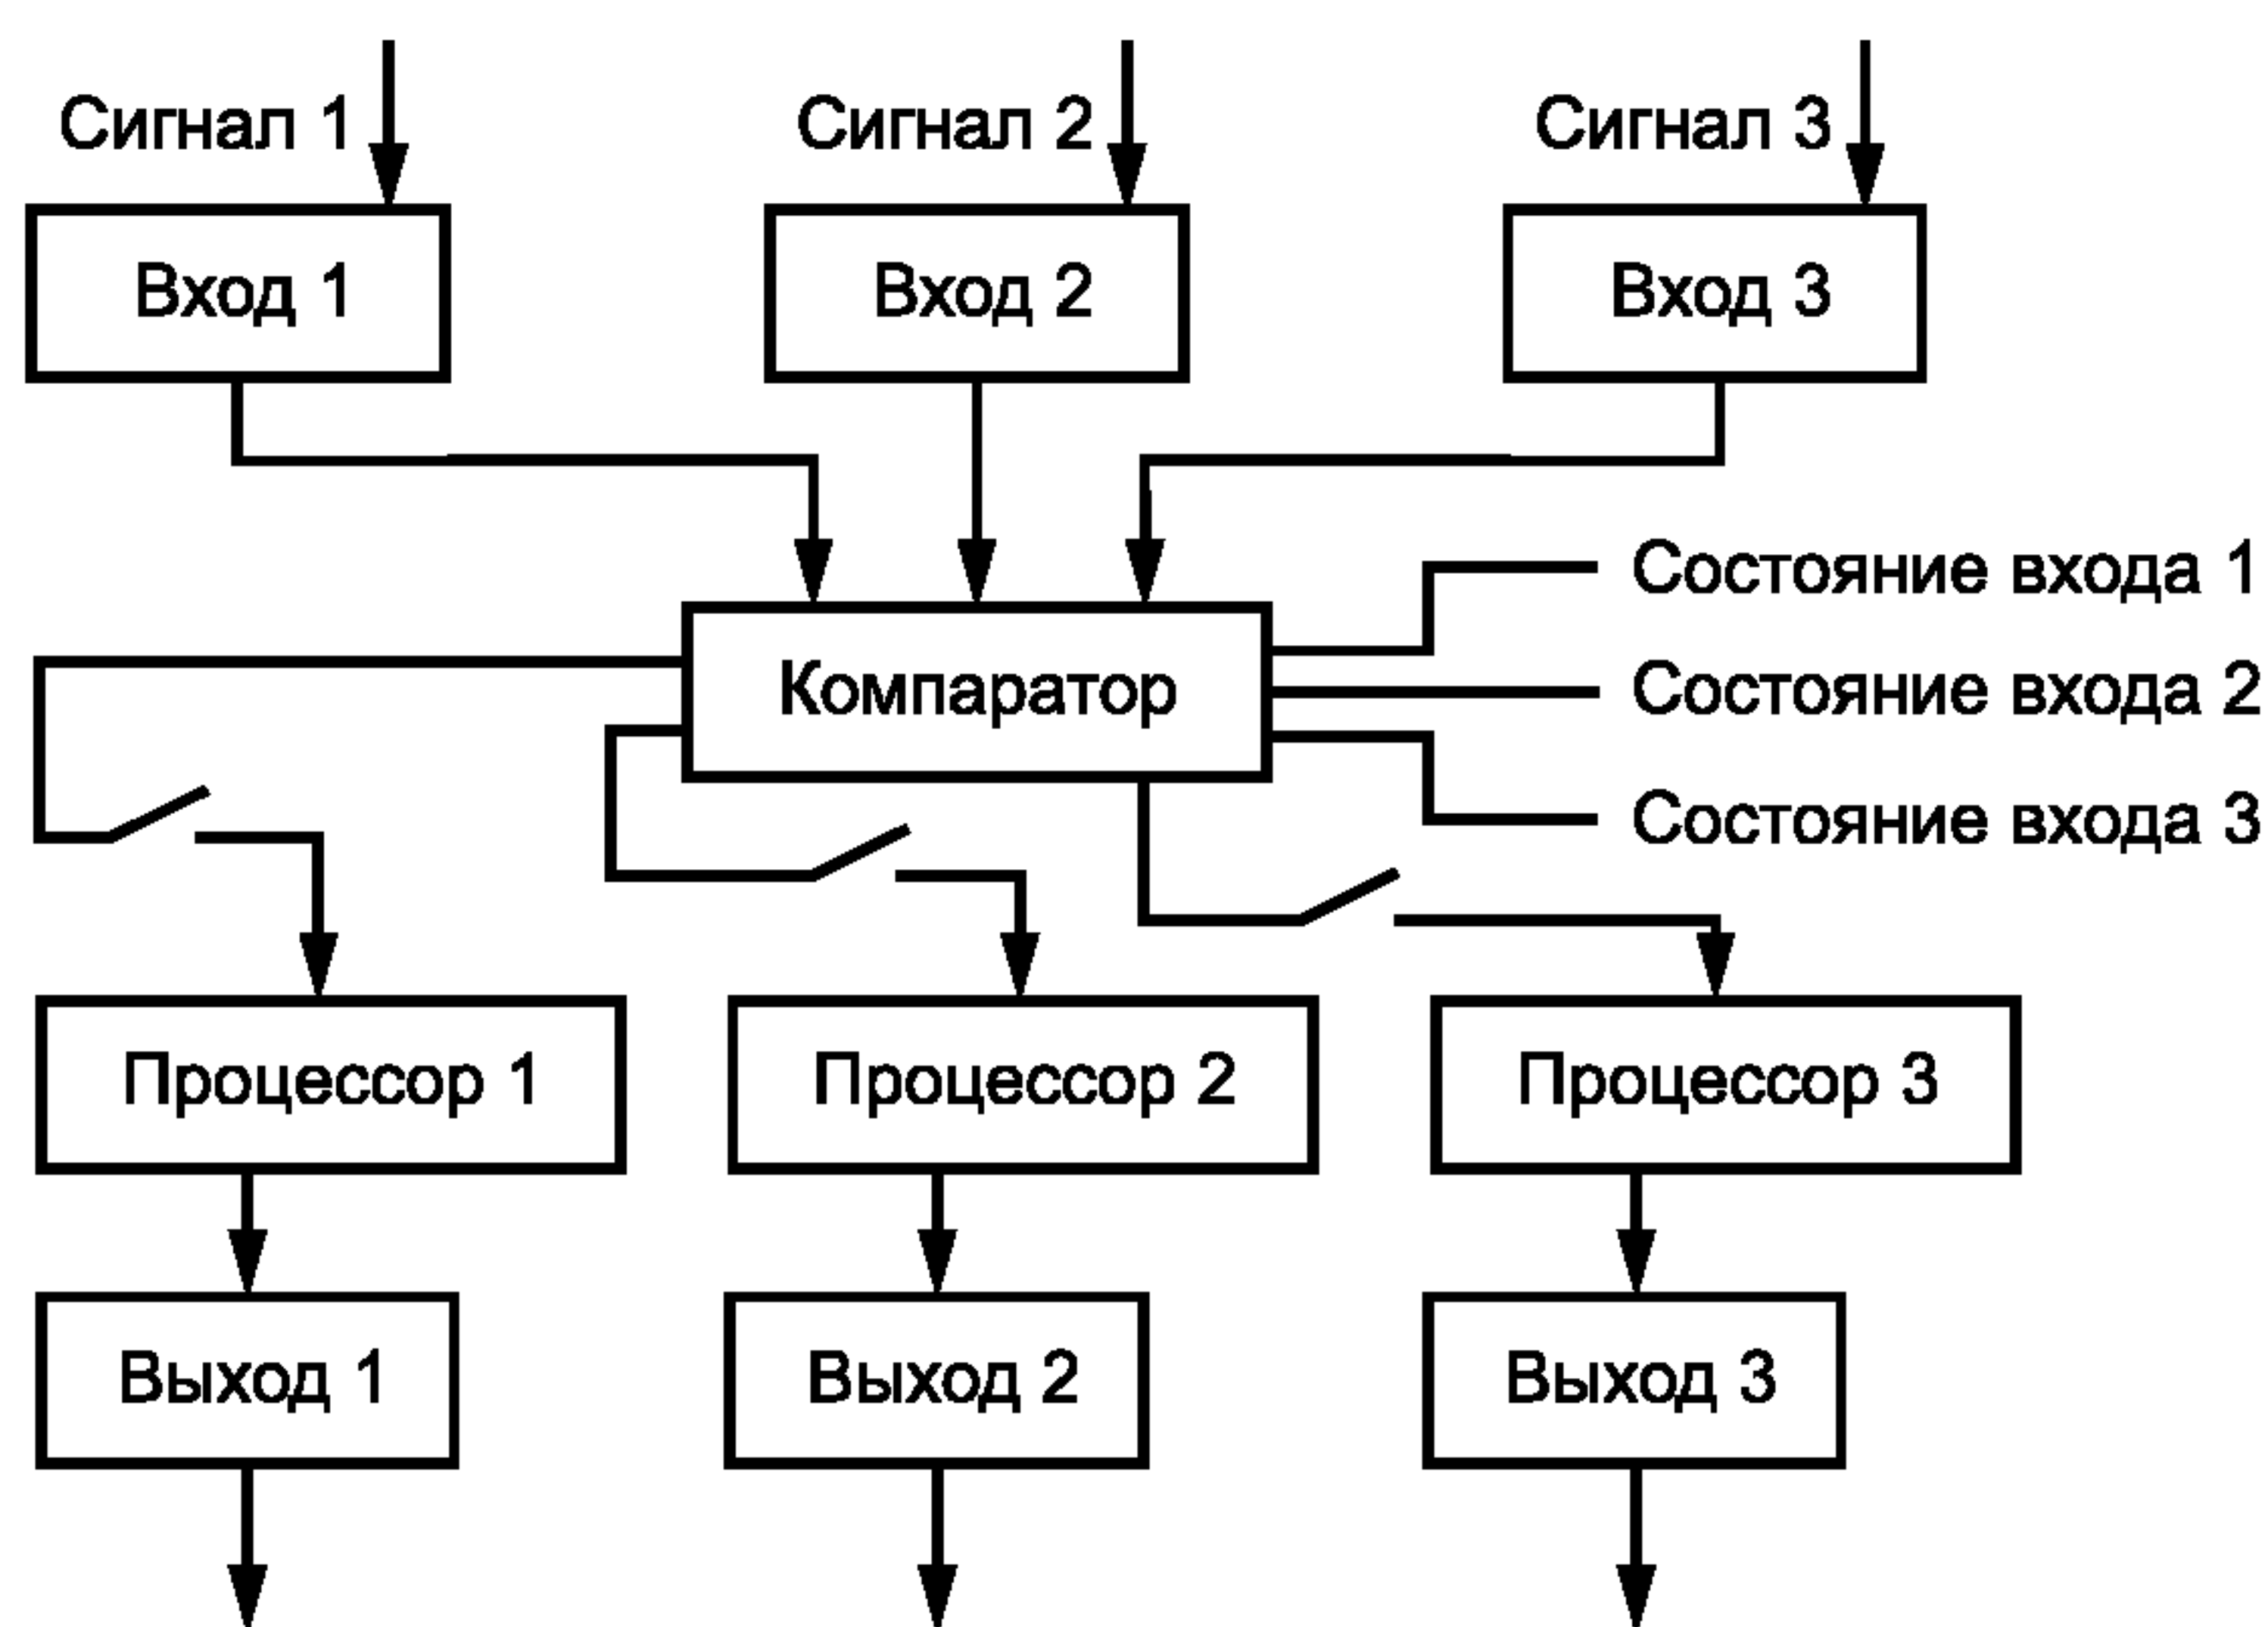 Сигнал 1
Сигнал 2
Сигнал 3
Вход 1
Вход 2
Вход 3
Компаратор
Состояние входа 1
Состояние входа 2
Состояние входа 3
Процессор 1
Процессор 2
Процессор 3
Выход 1
Выход 2
Выход 3